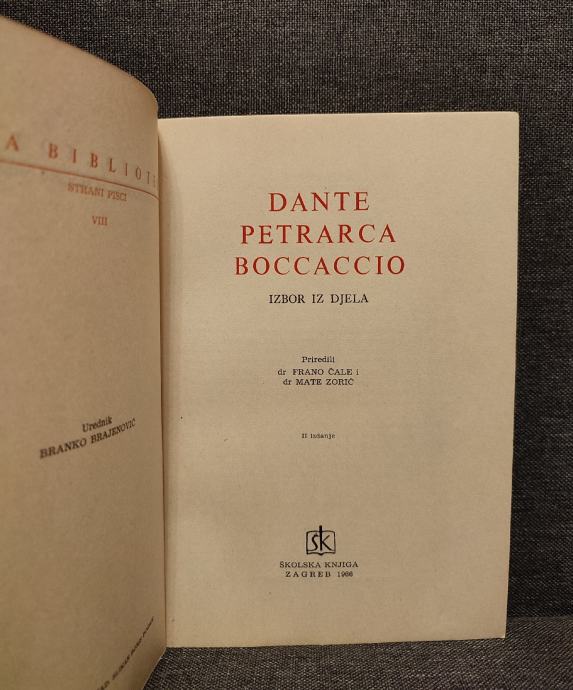 A BIBLIOTE
STRANI PISCI
VIII
Urednik
BRANKO BRAJENOVIĆ
DANTE
PETRARCA
BOCCACCIO
IZBOR IZ DJELA
Priredili
dr FRANO ČALE i
dr MATE ZORIĆ
II izdanje
šk
ŠKOLSKA KNJIGA
ZAGREB 1966